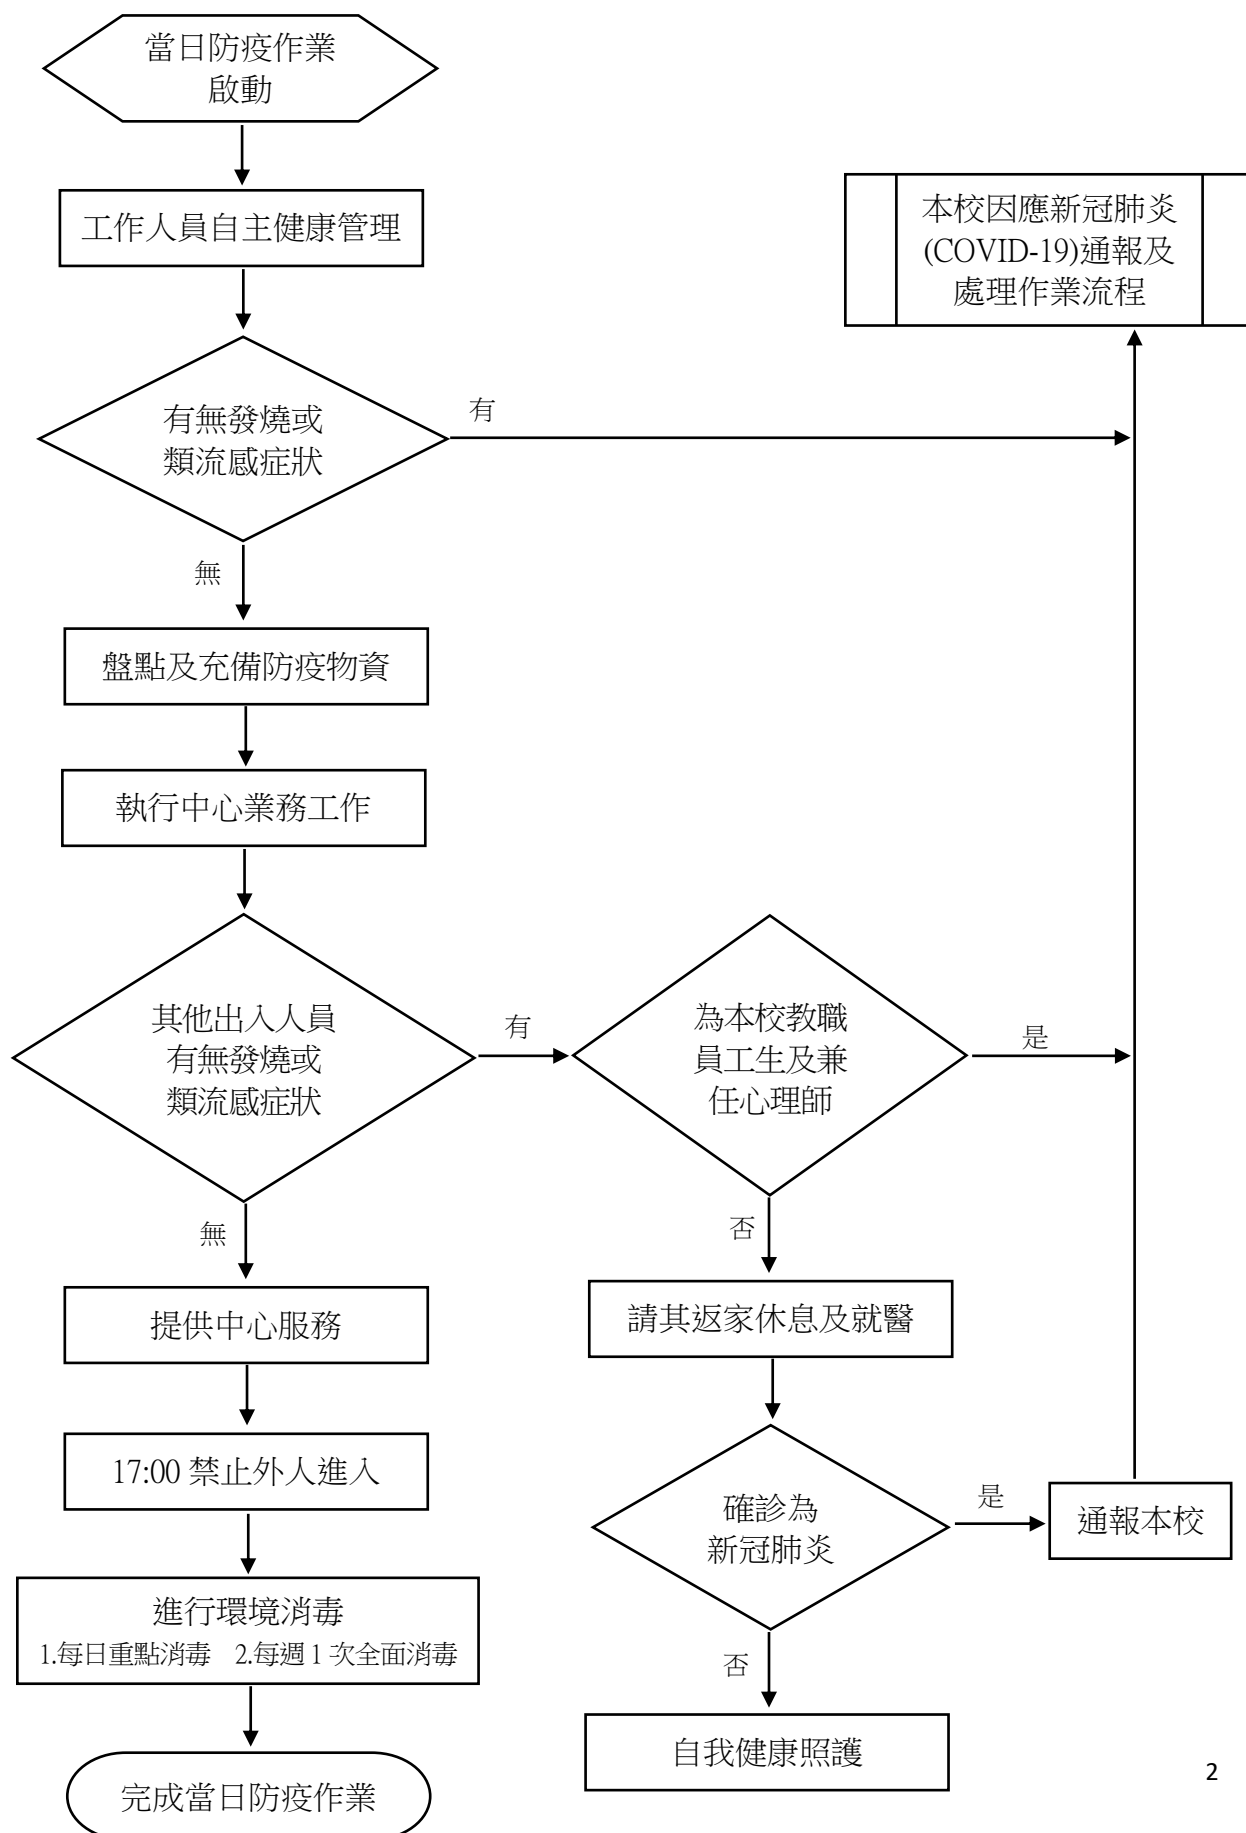 當日防疫作業
啟動
工作人員自主健康管理
本校因應新冠肺炎
(COVID-19)通報及
處理作業流程
有無發燒或
類流感症狀
有
無
盤點及充備防疫物資
執行中心業務工作
其他出入人員
有無發燒或
類流感症狀
有
為本校教職
員工生及兼
任心理師
是
無
否
提供中心服務
請其返家休息及就醫
17:00 禁止外人進入
確診為
新冠肺炎
是
通報本校
進行環境消毒
1.每日重點消毒 2.每週 1 次全面消毒
否
自我健康照護
完成當日防疫作業
2